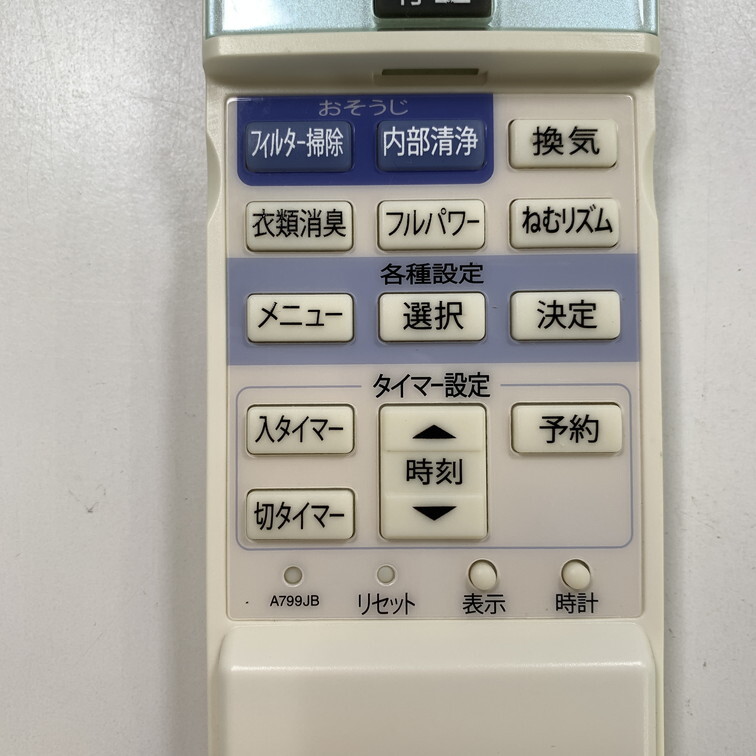 おそうじ
フィルター掃除 内部清浄 換気
衣類消臭 フルパワー ねむリズム
各種設定
メニュー 選択 決定
タイマー設定
入タイマー 予約
時刻
切タイマー
A799JB リセット 表示 時計